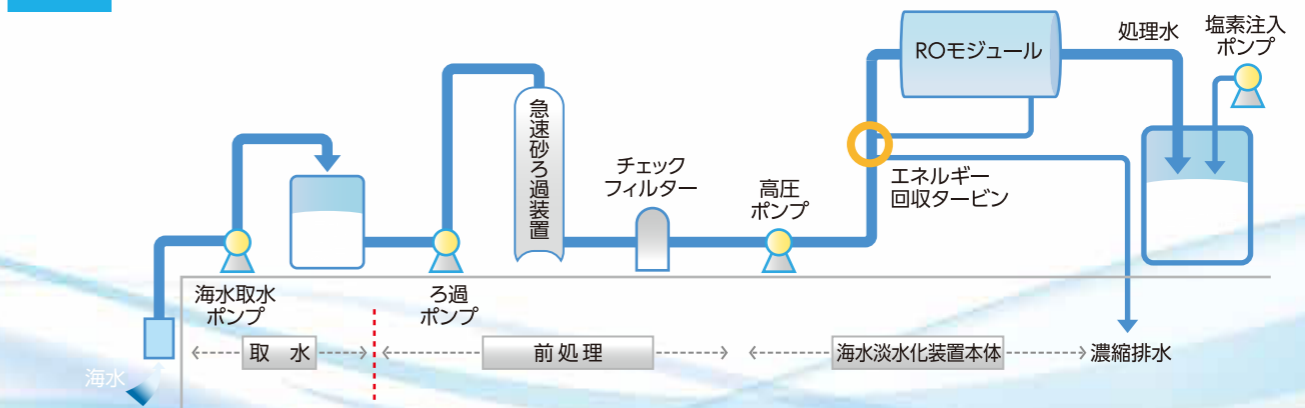 処理水
塩素注入
ポンプ
ROモジュール
急速砂ろ過装置
チェック
フィルター
高圧
ポンプ
エネルギー
回収タービン
海水取水
ポンプ
ろ過
ポンプ
取 水
前処理
海水淡水化装置本体
濃縮排水
海水